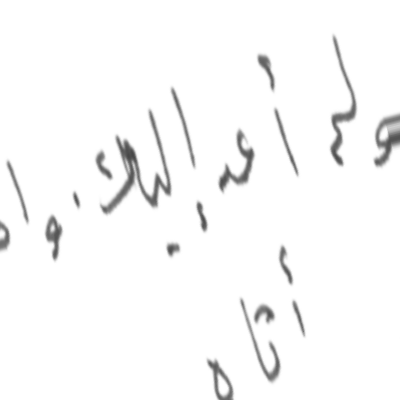 ولم أعد إليك . وا
أتاه